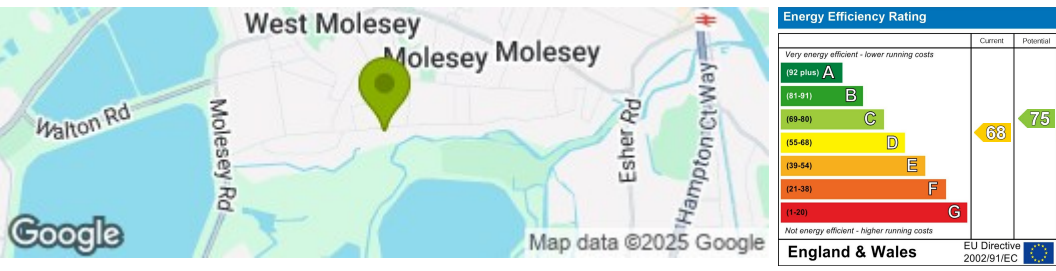 West Molesey
Molesey
Molesey
Walton Rd
Molesey Rd
Esher Rd
Hampton Ct Way
Google
Map data ©2025 Google
Energy Efficiency Rating
Current
Potential
Very energy efficient - lower running costs
(92 plus) A
(81-91) B
(69-80) C
(55-68) D
(39-54) E
(21-38) F
(1-20) G
68
75
Not energy efficient - higher running costs
England & Wales
EU Directive
2002/91/EC